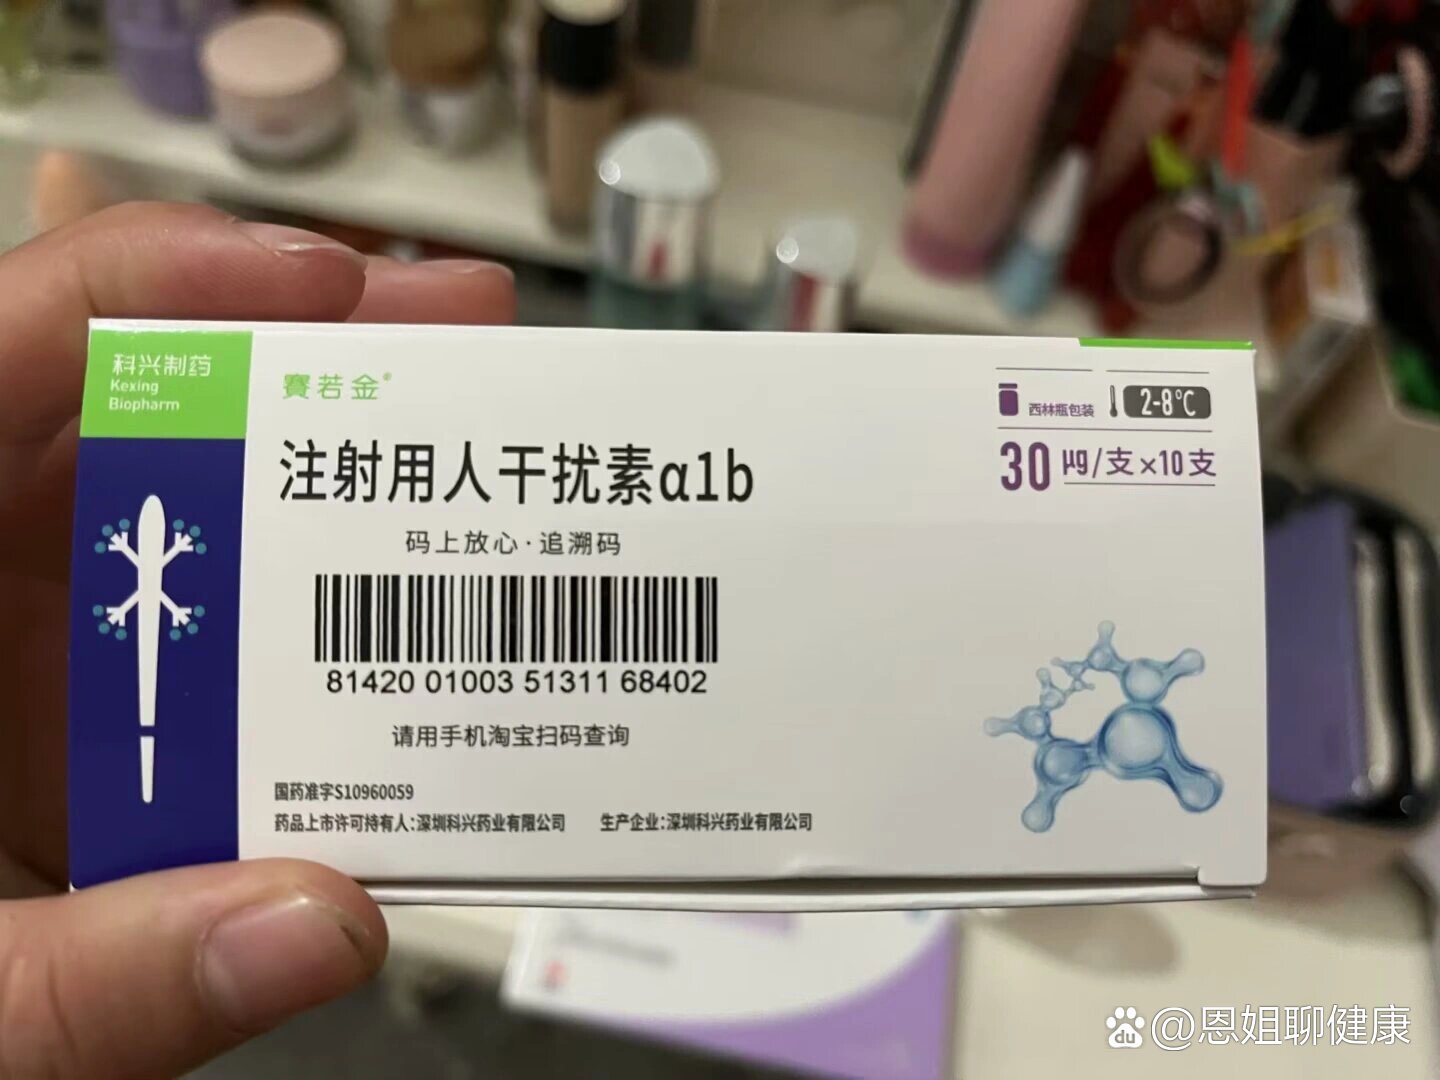 科兴制药
Kexing
Biopharm
赛若金®
西林瓶包装
2-8℃
注射用人干扰素α1b
30 μg/支×10支
码上放心·追溯码
81420 01003 51311 68402
请用手机淘宝扫码查询
国药准字S10960059
药品上市许可持有人:深圳科兴药业有限公司 生产企业:深圳科兴药业有限公司
du @恩姐聊健康